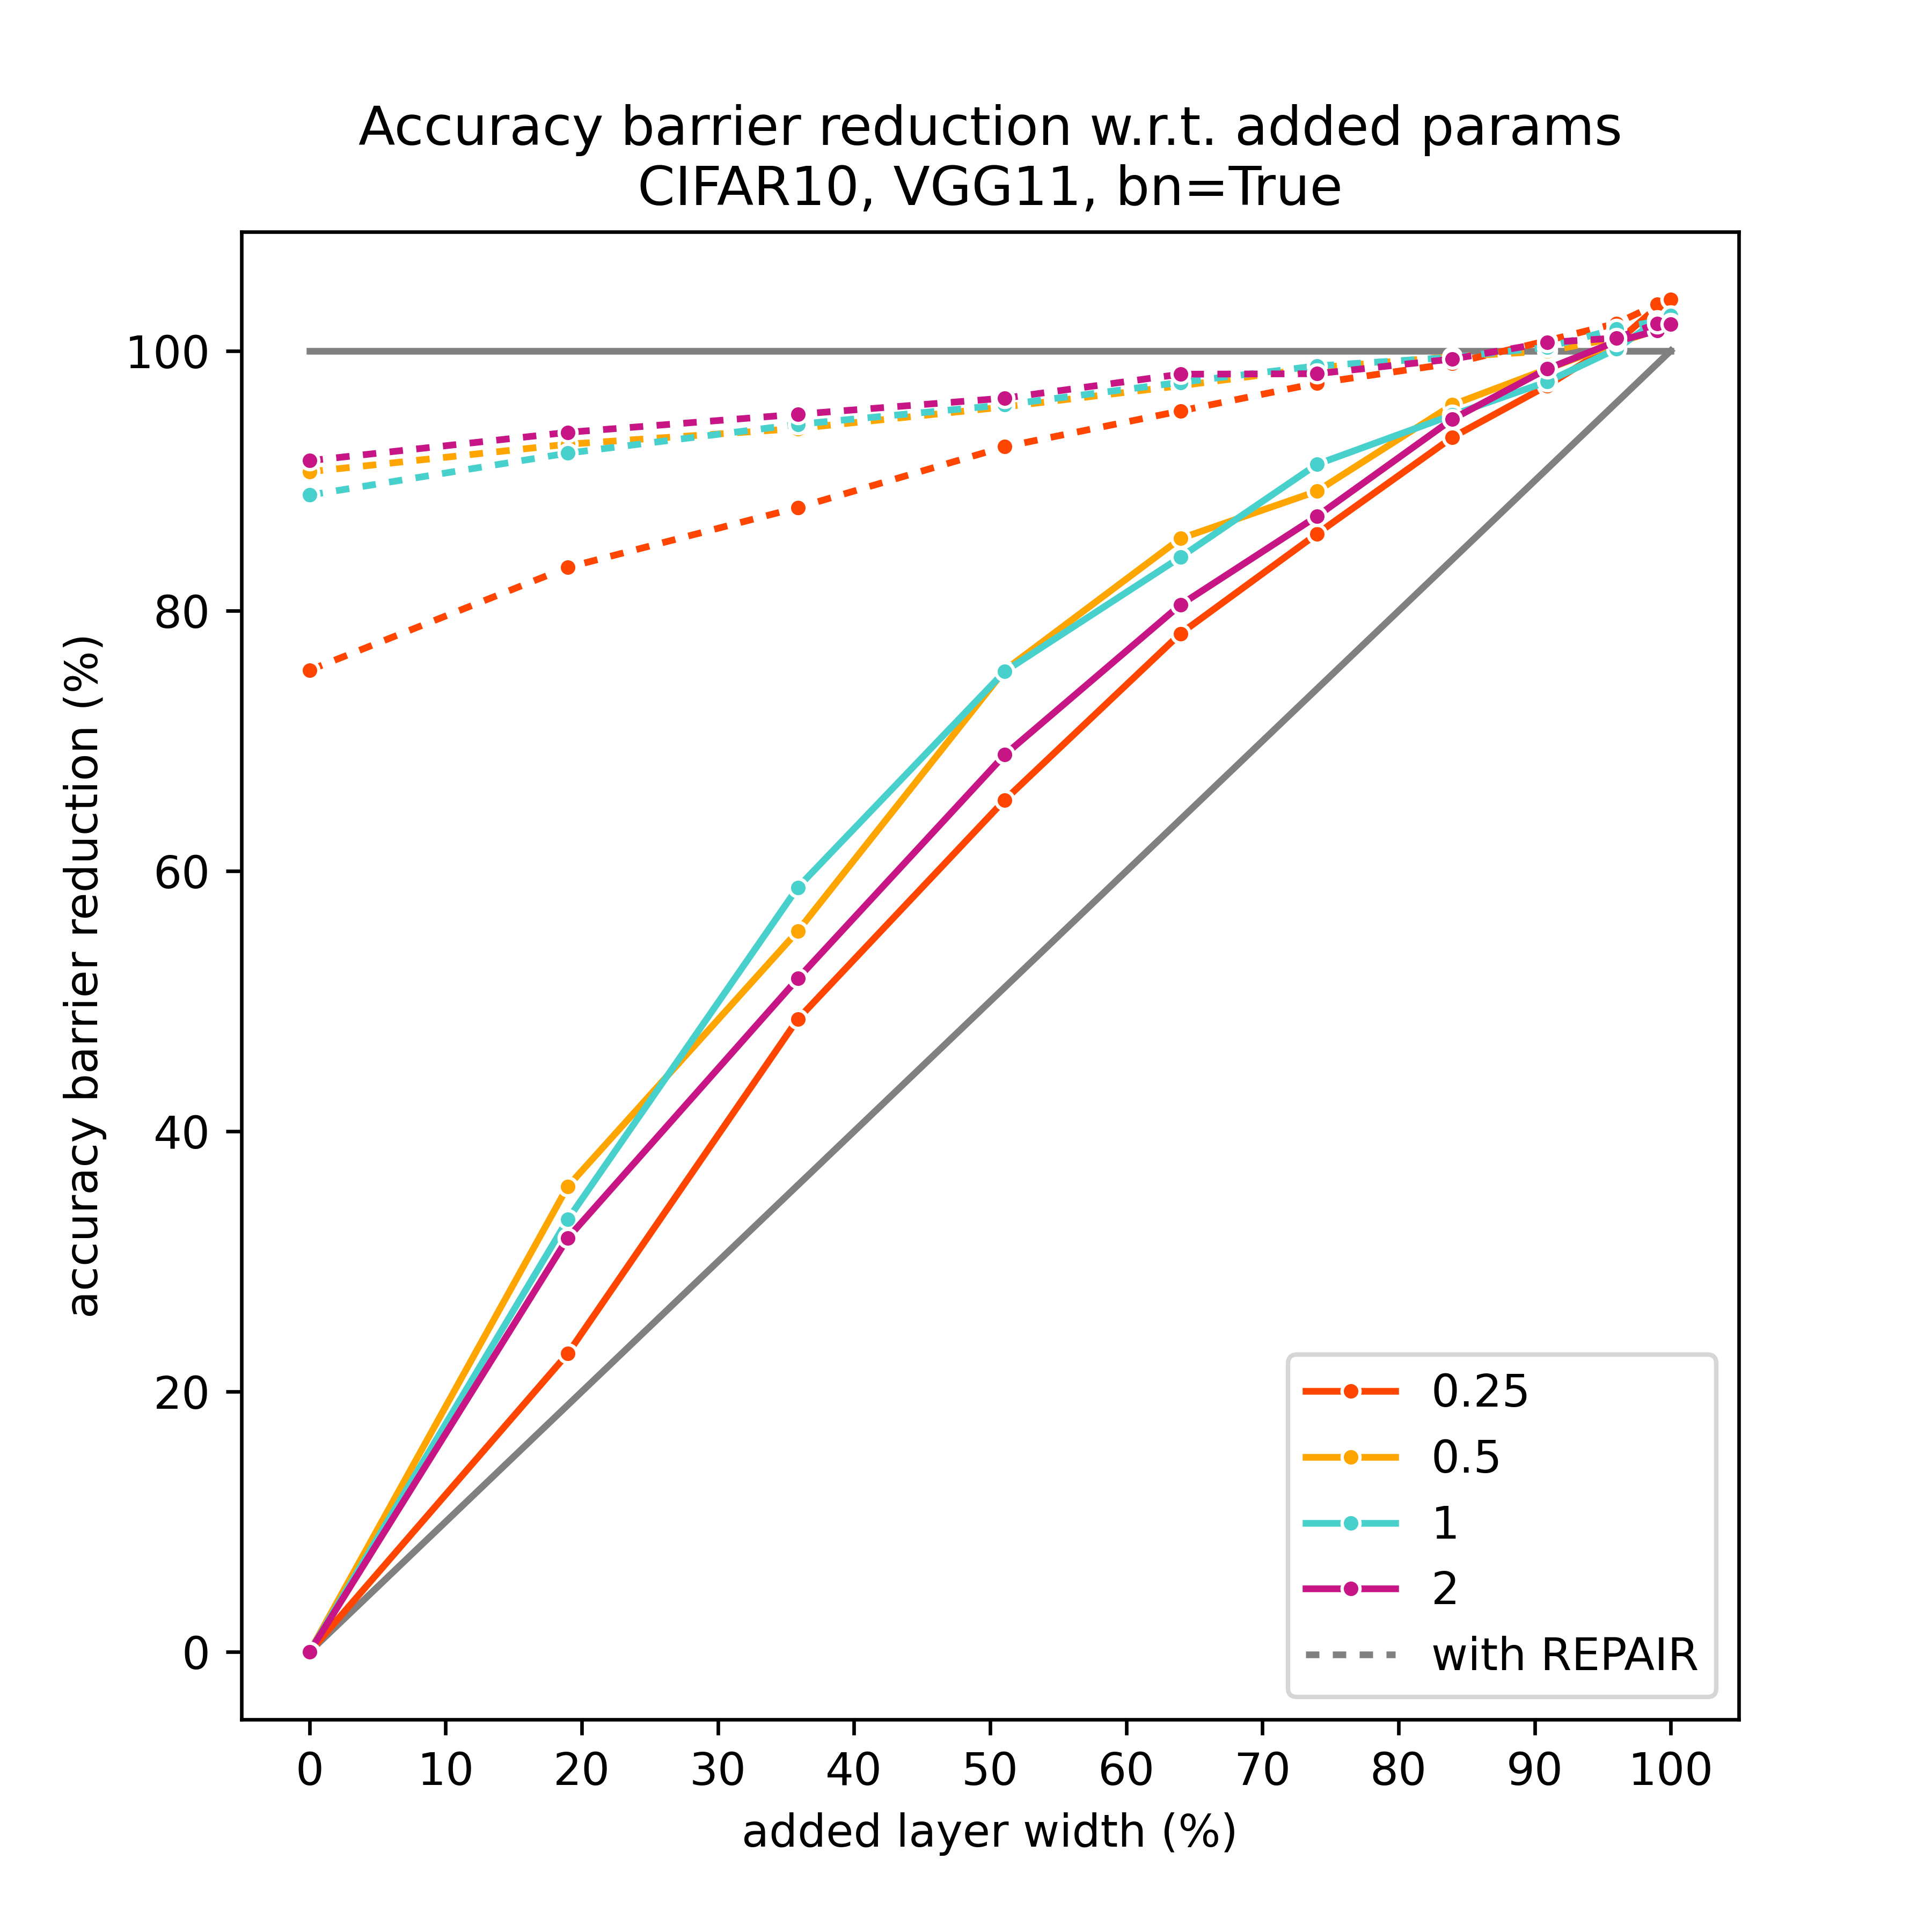 Accuracy barrier reduction w.r.t. added params
CIFAR10, VGG11, bn=True
accuracy barrier reduction (%)
100
80
60
40
20
0
0 10 20 30 40 50 60 70 80 90 100
added layer width (%)
0.25
0.5
1
2
with REPAIR